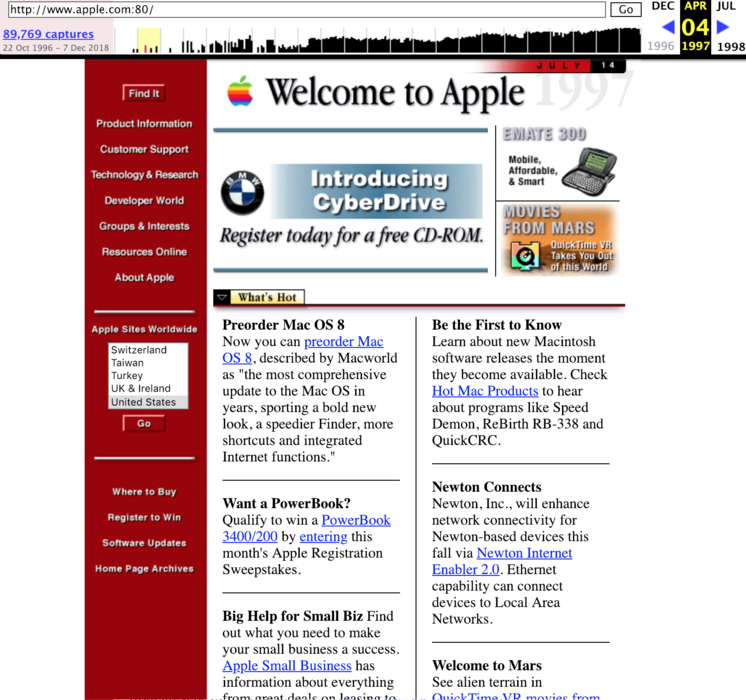 http://www.apple.com:80/
Go
DEC APR JUL
89,769 captures
04
22 Oct 1996 – 7 Dec 2018
1996 1997 1998
JULY 14
1997
Welcome to Apple
Find It
Product Information
Customer Support
Technology & Research
Developer World
Groups & Interests
Resources Online
About Apple
Apple Sites Worldwide
Switzerland
Taiwan
Turkey
UK & Ireland
United States
Go
Where to Buy
Register to Win
Software Updates
Home Page Archives
BMW
Introducing
CyberDrive
Register today for a free CD-ROM.
EMATE 300
Mobile,
Affordable,
& Smart
MOVIES
FROM MARS
QuickTime VR
Takes You Out
of this World
What's Hot
Preorder Mac OS 8
Now you can preorder Mac
OS 8, described by Macworld
as "the most comprehensive
update to the Mac OS in
years, sporting a bold new
look, a speedier Finder, more
shortcuts and integrated
Internet functions."
Want a PowerBook?
Qualify to win a PowerBook
3400/200 by entering this
month's Apple Registration
Sweepstakes.
Big Help for Small Biz Find
out what you need to make
your small business a success.
Apple Small Business has
information about everything
from great deals on leasing to
Be the First to Know
Learn about new Macintosh
software releases the moment
they become available. Check
Hot Mac Products to hear
about programs like Speed
Demon, ReBirth RB-338 and
QuickCRC.
Newton Connects
Newton, Inc., will enhance
network connectivity for
Newton-based devices this
fall via Newton Internet
Enabler 2.0. Ethernet
capability can connect
devices to Local Area
Networks.
Welcome to Mars
See alien terrain in
QuickTime VR movies from